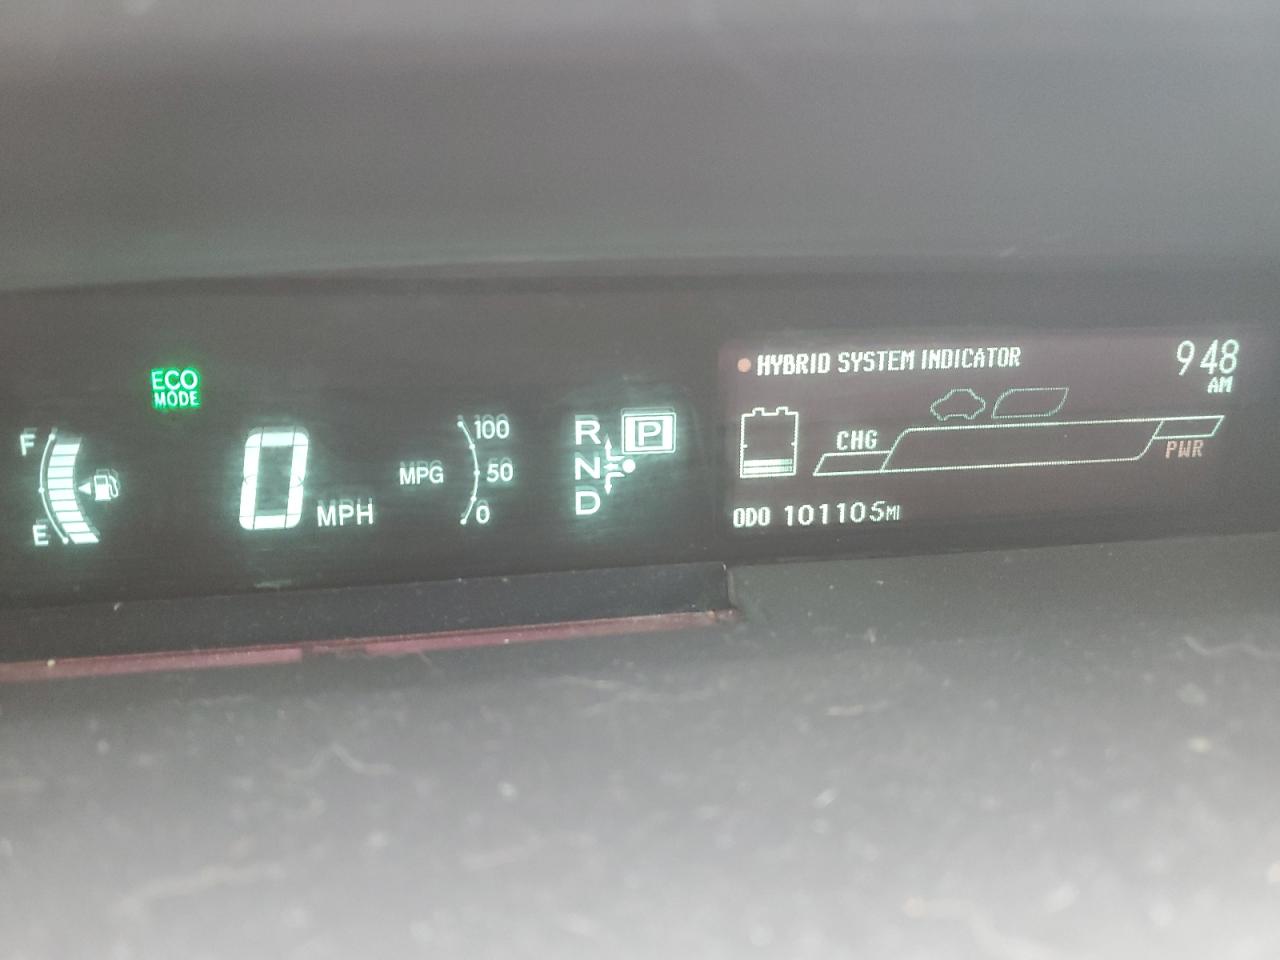 ECO
MODE
F
E
0
MPH
MPG
100
50
0
R
N
D
P
HYBRID SYSTEM INDICATOR
9 48
AM
CHG
PWR
ODO 101105MI